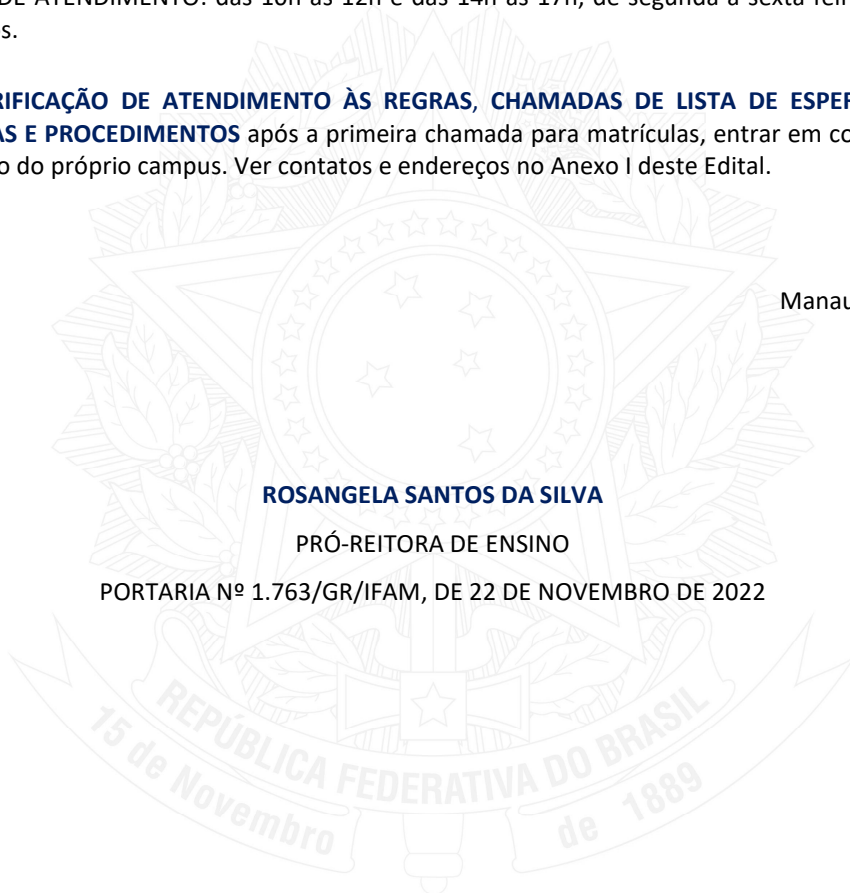 DE ATENDIMENTO: das 10h às 12h e das 14h às 17h, de segunda a sexta
s.
RIFICAÇÃO DE ATENDIMENTO ÀS REGRAS, CHAMADAS DE LISTA DE ESPER
AS E PROCEDIMENTOS após a primeira chamada para matrículas, entrar em co
o do próprio campus. Ver contatos e endereços no Anexo I deste Edital.
Manau
ROSANGELA SANTOS DA SILVA
PRÓ-REITORA DE ENSINO
PORTARIA Nº 1.763/GR/IFAM, DE 22 DE NOVEMBRO DE 2022
REPÚBLICA FEDERATIVA DO BRASIL
15 de Novembro de 1889